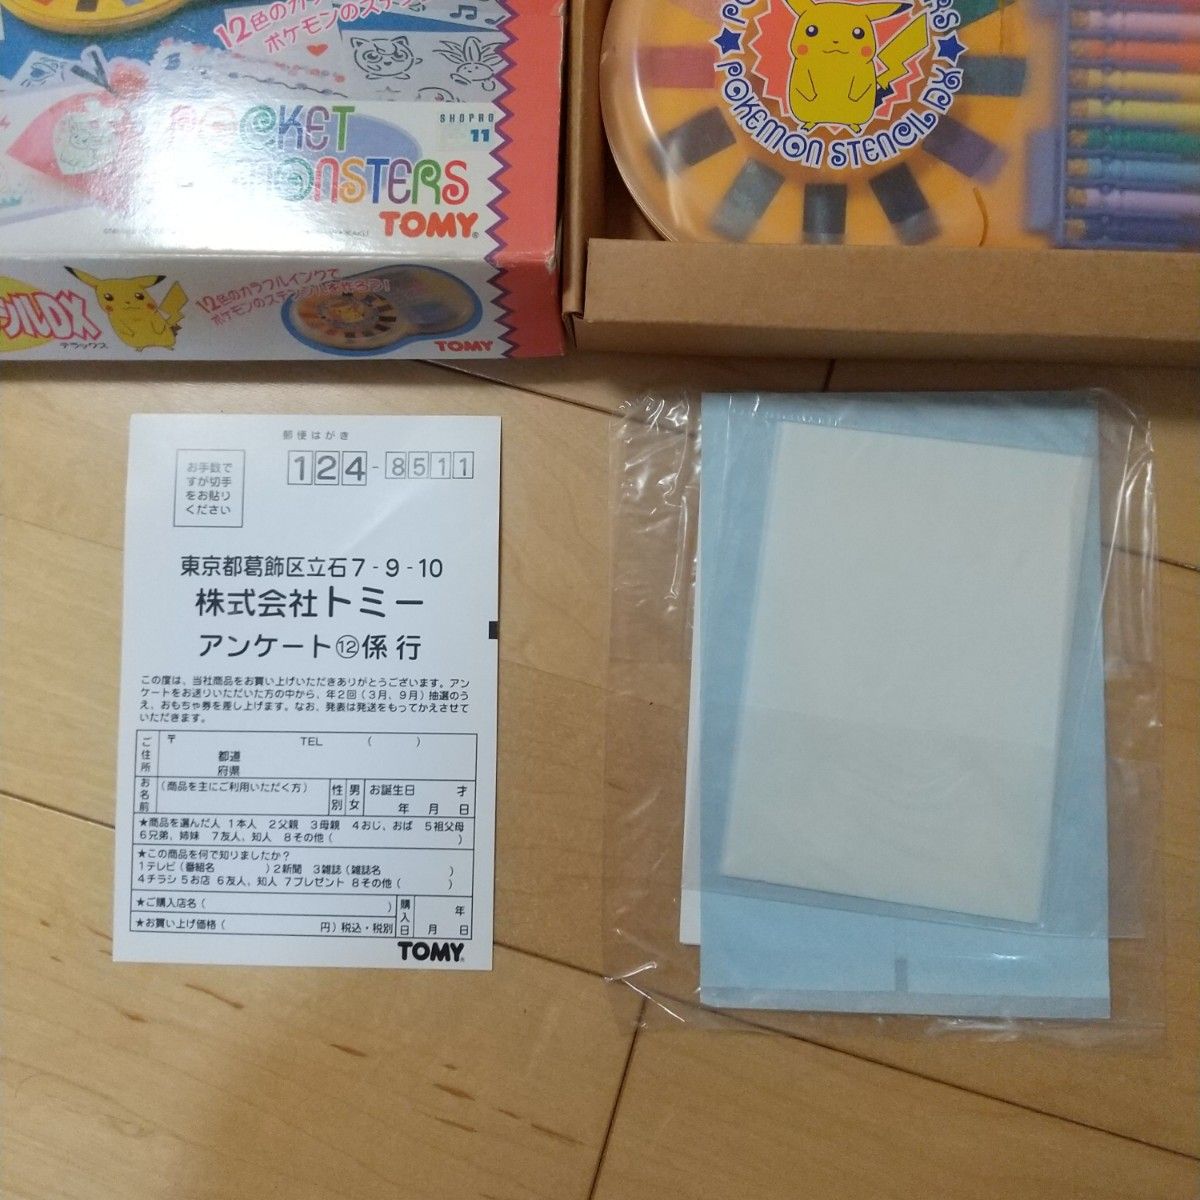 12色のカラ
ポケモンのステンシ
POCKET
MONSTERS
SHOPRO
11
TOMY
シルDX
デラックス
12色のカラフルインクで
ポケモンのステンシルを作ろう!
TOMY
POKEMON STENCIL DX
郵便はがき
お手数で
すが切手
をお貼り
ください
124-8511
東京都葛飾区立石7-9-10
株式会社トミー
アンケート⑫係 行
この度は、当社商品をお買い上げいただきありがとうございます。アン
ケートをお送りいただいた方の中から、年2回(3月、9月)抽選のう
え、おもちゃ券を差し上げます。なお、発表は発送をもってかえさせて
いただきます。
ご住所 〒 TEL ( )
都道
府県
お名前 (商品を主にご利用いただく方) 性別 男 女 お誕生日 才
年 月 日
★商品を選んだ人 1本人 2父親 3母親 4おじ、おば 5祖父母
6兄弟、姉妹 7友人、知人 8その他( )
★この商品を何で知りましたか?
1テレビ(番組名 )2新聞 3雑誌(雑誌名 )
4チラシ 5お店 6友人、知人 7プレゼント 8その他( )
★ご購入店名( ) 購入日 年
★お買い上げ価格( 円)税込・税別 月 日
TOMY